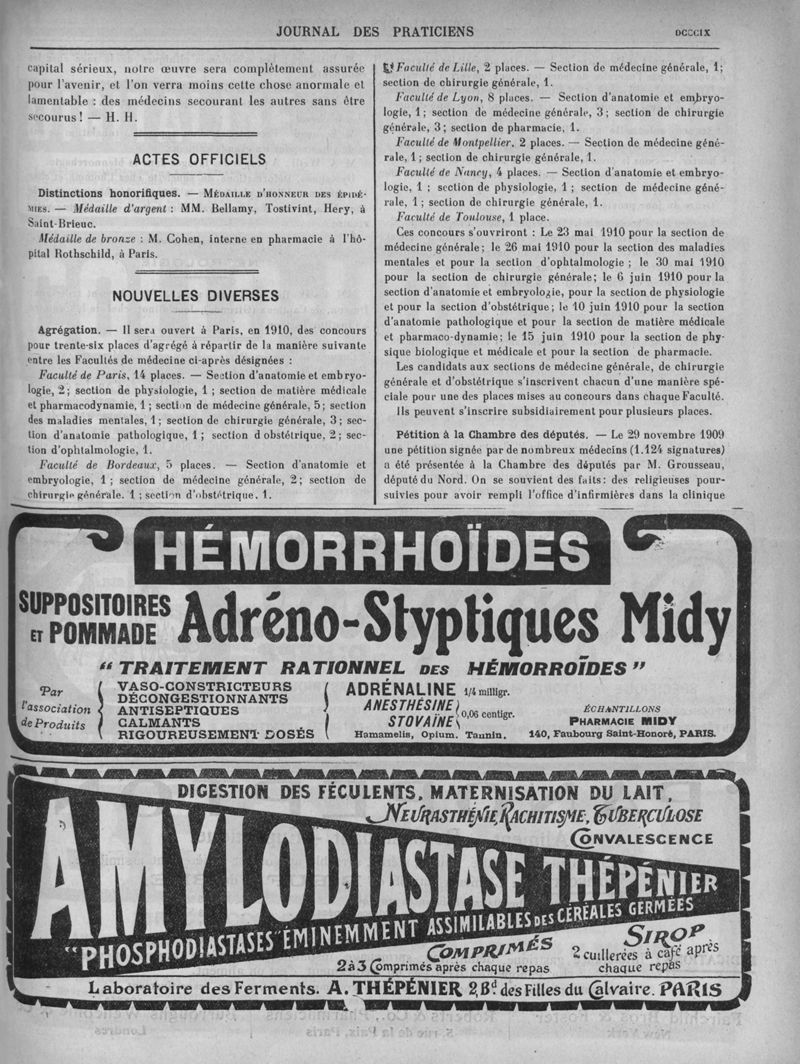 JOURNAL DES PRATICIENS
DCCCIX
capital sérieux, notre œuvre sera complètement assurée
pour l'avenir, et l'on verra moins cette chose anormale et
lamentable : des médecins secourant les autres sans être
secourus ! — H. H.
ACTES OFFICIELS
Distinctions honorifiques. — MÉDAILLE D'HONNEUR DES ÉPIDÉ-
MIES. — Médaille d'argent : MM. Bellamy, Tostivint, Hery, à
Saint-Brieuc.
Médaille de bronze : M. Cohen, interne en pharmacie à l'hô-
pital Rothschild, à Paris.
NOUVELLES DIVERSES
Agrégation. — Il sera ouvert à Paris, en 1910, des concours
pour trente-six places d'agrégé à répartir de la manière suivante
entre les Facultés de médecine ci-après désignées :
Faculté de Paris, 14 places. — Section d'anatomie et embryo-
logie, 2 ; section de physiologie, 1 ; section de matière médicale
et pharmacodynamie, 1 ; section de médecine générale, 5 ; section
des maladies mentales, 1 ; section de chirurgie générale, 3 ; sec-
tion d'anatomie pathologique, 1 ; section d obstétrique, 2 ; sec-
tion d'ophtalmologie, 1.
Faculté de Bordeaux, 5 places. — Section d'anatomie et
embryologie, 1 ; section de médecine générale, 2 ; section de
chirurgie générale, 1 ; section d'obstétrique, 1.
Faculté de Lille, 2 places. — Section de médecine générale, 1 ;
section de chirurgie générale, 1.
Faculté de Lyon, 8 places. — Section d'anatomie et embryo-
logie, 1 ; section de médecine générale, 3 ; section de chirurgie
générale, 3 ; section de pharmacie, 1.
Faculté de Montpellier, 2 places. — Section de médecine géné-
rale, 1 ; section de chirurgie générale, 1.
Faculté de Nancy, 4 places. — Section d'anatomie et embryo-
logie, 1 ; section de physiologie, 1 ; section de médecine géné-
rale, 1 ; section de chirurgie générale, 1.
Faculté de Toulouse, 1 place.
Ces concours s'ouvriront : Le 23 mai 1910 pour la section de
médecine générale ; le 26 mai 1910 pour la section des maladies
mentales et pour la section d'ophtalmologie ; le 30 mai 1910
pour la section de chirurgie générale ; le 6 juin 1910 pour la
section d'anatomie et embryologie, pour la section de physiologie
et pour la section d'obstétrique ; le 10 juin 1910 pour la section
d'anatomie pathologique et pour la section de matière médicale
et pharmaco-dynamie ; le 15 juin 1910 pour la section de phy-
sique biologique et médicale et pour la section de pharmacie.
Les candidats aux sections de médecine générale, de chirurgie
générale et d'obstétrique s'inscrivent chacun d'une manière spé-
ciale pour une des places mises au concours dans chaque Faculté.
Ils peuvent s'inscrire subsidiairement pour plusieurs places.
Pétition à la Chambre des députés. — Le 29 novembre 1909
une pétition signée par de nombreux médecins (1.124 signatures)
a été présentée à la Chambre des députés par M. Grousseau,
député du Nord. On se souvient des faits : des religieuses pour-
suivies pour avoir rempli l'office d'infirmières dans la clinique
HÉMORRHOÏDES
SUPPOSITOIRES
ET POMMADE
Adréno-Styptiques Midy
“ TRAITEMENT RATIONNEL DES HÉMORROÏDES ”
Par
l'association
de Produits
VASO-CONSTRICTEURS
DÉCONGESTIONNANTS
ANTISEPTIQUES
CALMANTS
RIGOUREUSEMENT DOSÉS
ADRÉNALINE 1/4 milligr.
ANESTHÉSINE
STOVAÏNE
0,06 centigr.
Hamamelis, Opium. Tannin.
ÉCHANTILLONS
PHARMACIE MIDY
140, Faubourg Saint-Honoré, PARIS.
DIGESTION DES FÉCULENTS, MATERNISATION DU LAIT,
NEURASTHÉNIE, RACHITISME, TUBERCULOSE
CONVALESCENCE
AMYLODIASTASE THÉPÉNIER
“PHOSPHODIASTASES” ÉMINEMMENT ASSIMILABLES DES CÉRÉALES GERMÉES
COMPRIMÉS
2 à 3 Comprimés après chaque repas
SIROP
2 cuillerées à café après
chaque repas
Laboratoire des Ferments. A. THÉPÉNIER 2, Bd des Filles du Calvaire. PARIS